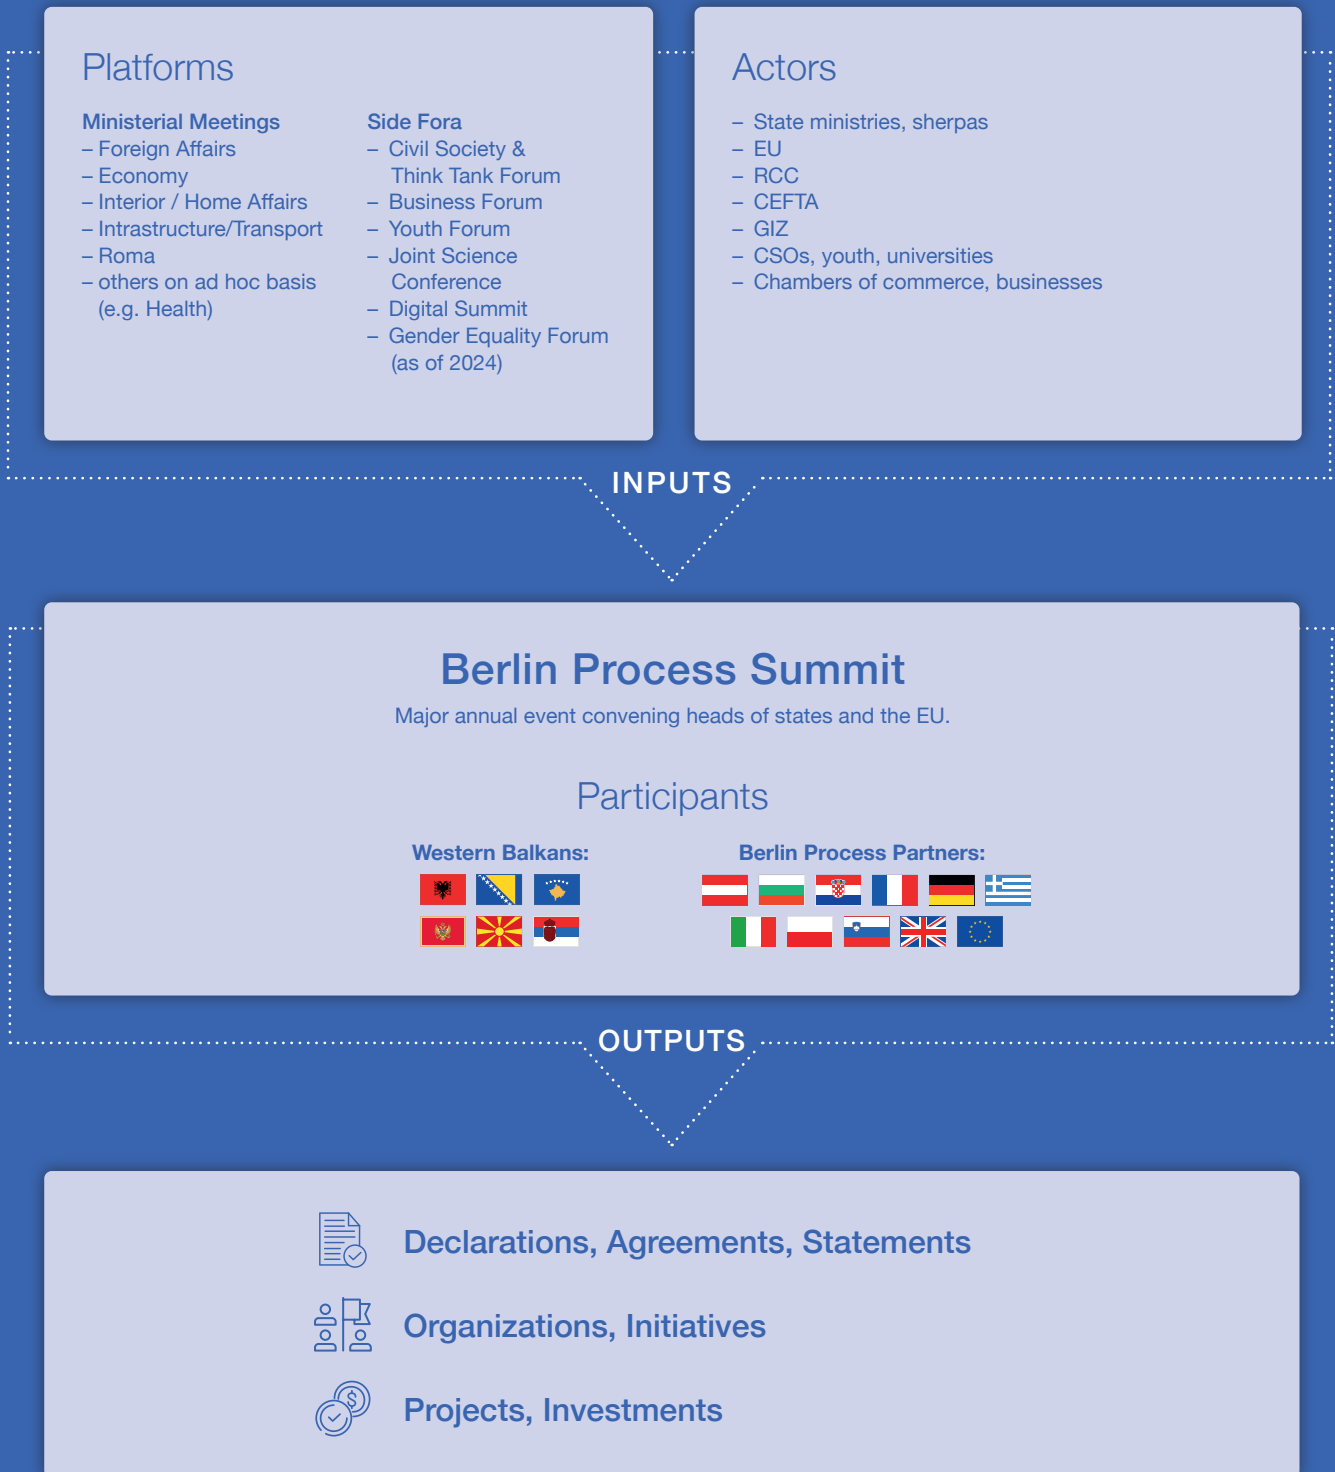 Platforms
Ministerial Meetings
– Foreign Affairs
– Economy
– Interior / Home Affairs
– Intrastructure/Transport
– Roma
– others on ad hoc basis
(e.g. Health)
Side Fora
– Civil Society &
Think Tank Forum
– Business Forum
– Youth Forum
– Joint Science
Conference
– Digital Summit
– Gender Equality Forum
(as of 2024)
Actors
– State ministries, sherpas
– EU
– RCC
– CEFTA
– GIZ
– CSOs, youth, universities
– Chambers of commerce, businesses
INPUTS
Berlin Process Summit
Major annual event convening heads of states and the EU.
Participants
Western Balkans:
Berlin Process Partners:
OUTPUTS
Declarations, Agreements, Statements
Organizations, Initiatives
$
Projects, Investments